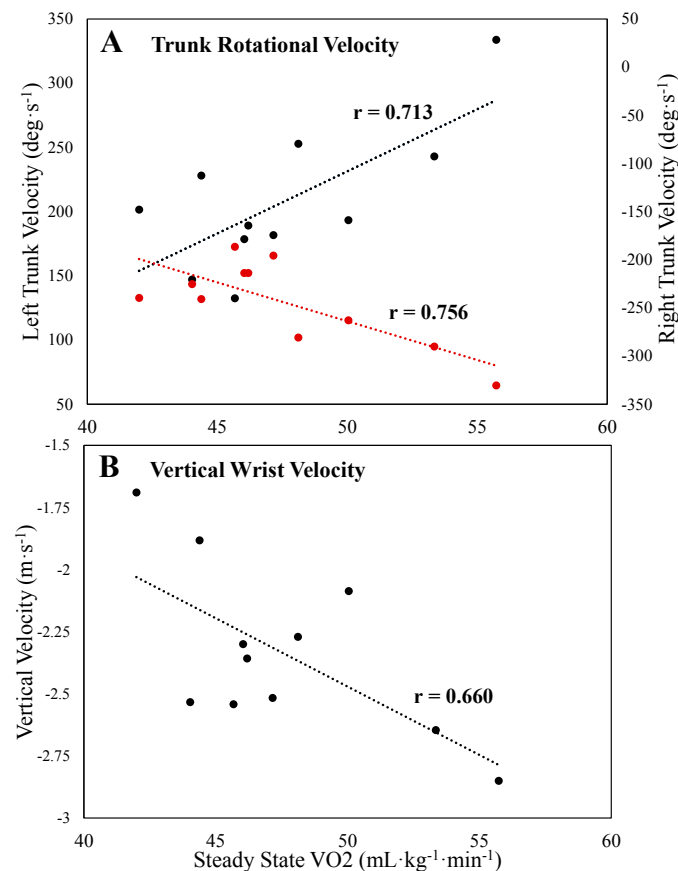 A Trunk Rotational Velocity
Left Trunk Velocity (deg·s⁻¹)
Right Trunk Velocity (deg·s⁻¹)
350
300
250
200
150
100
50
50
0
-50
-100
-150
-200
-250
-300
-350
r = 0.713
r = 0.756
40 45 50 55 60
B Vertical Wrist Velocity
Vertical Velocity (m·s⁻¹)
-1.5
-1.75
-2
-2.25
-2.5
-2.75
-3
r = 0.660
40 45 50 55 60
Steady State VO2 (mL·kg⁻¹·min⁻¹)